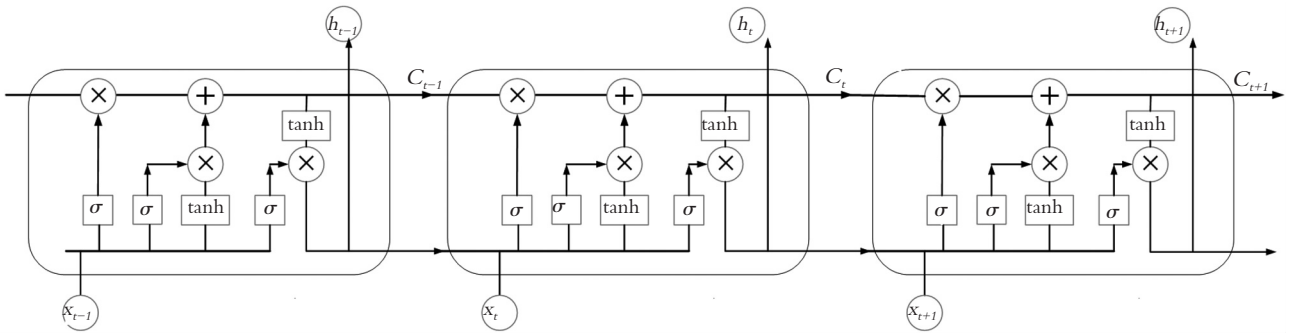 h_{t-1} h_t h_{t+1}
C_{t-1} C_t C_{t+1}
× + × + × +
tanh tanh tanh
× × × × × ×
σ σ tanh σ σ σ tanh σ σ σ tanh σ
x_{t-1} x_t x_{t+1}